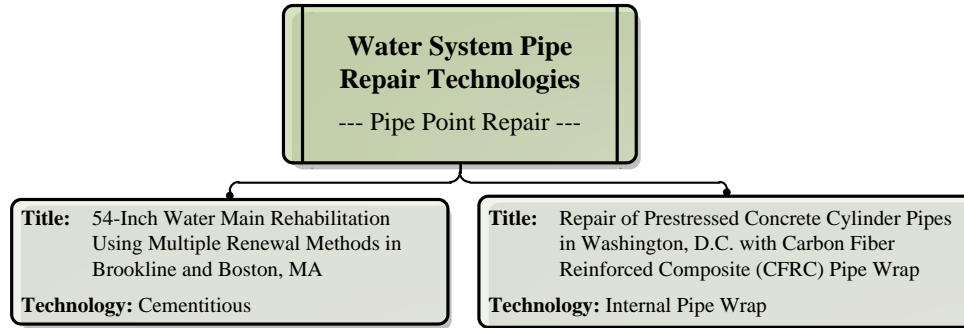 Water System Pipe
Repair Technologies
--- Pipe Point Repair ---
Title: 54-Inch Water Main Rehabilitation
Using Multiple Renewal Methods in
Brookline and Boston, MA
Technology: Cementitious
Title: Repair of Prestressed Concrete Cylinder Pipes
in Washington, D.C. with Carbon Fiber
Reinforced Composite (CFRC) Pipe Wrap
Technology: Internal Pipe Wrap